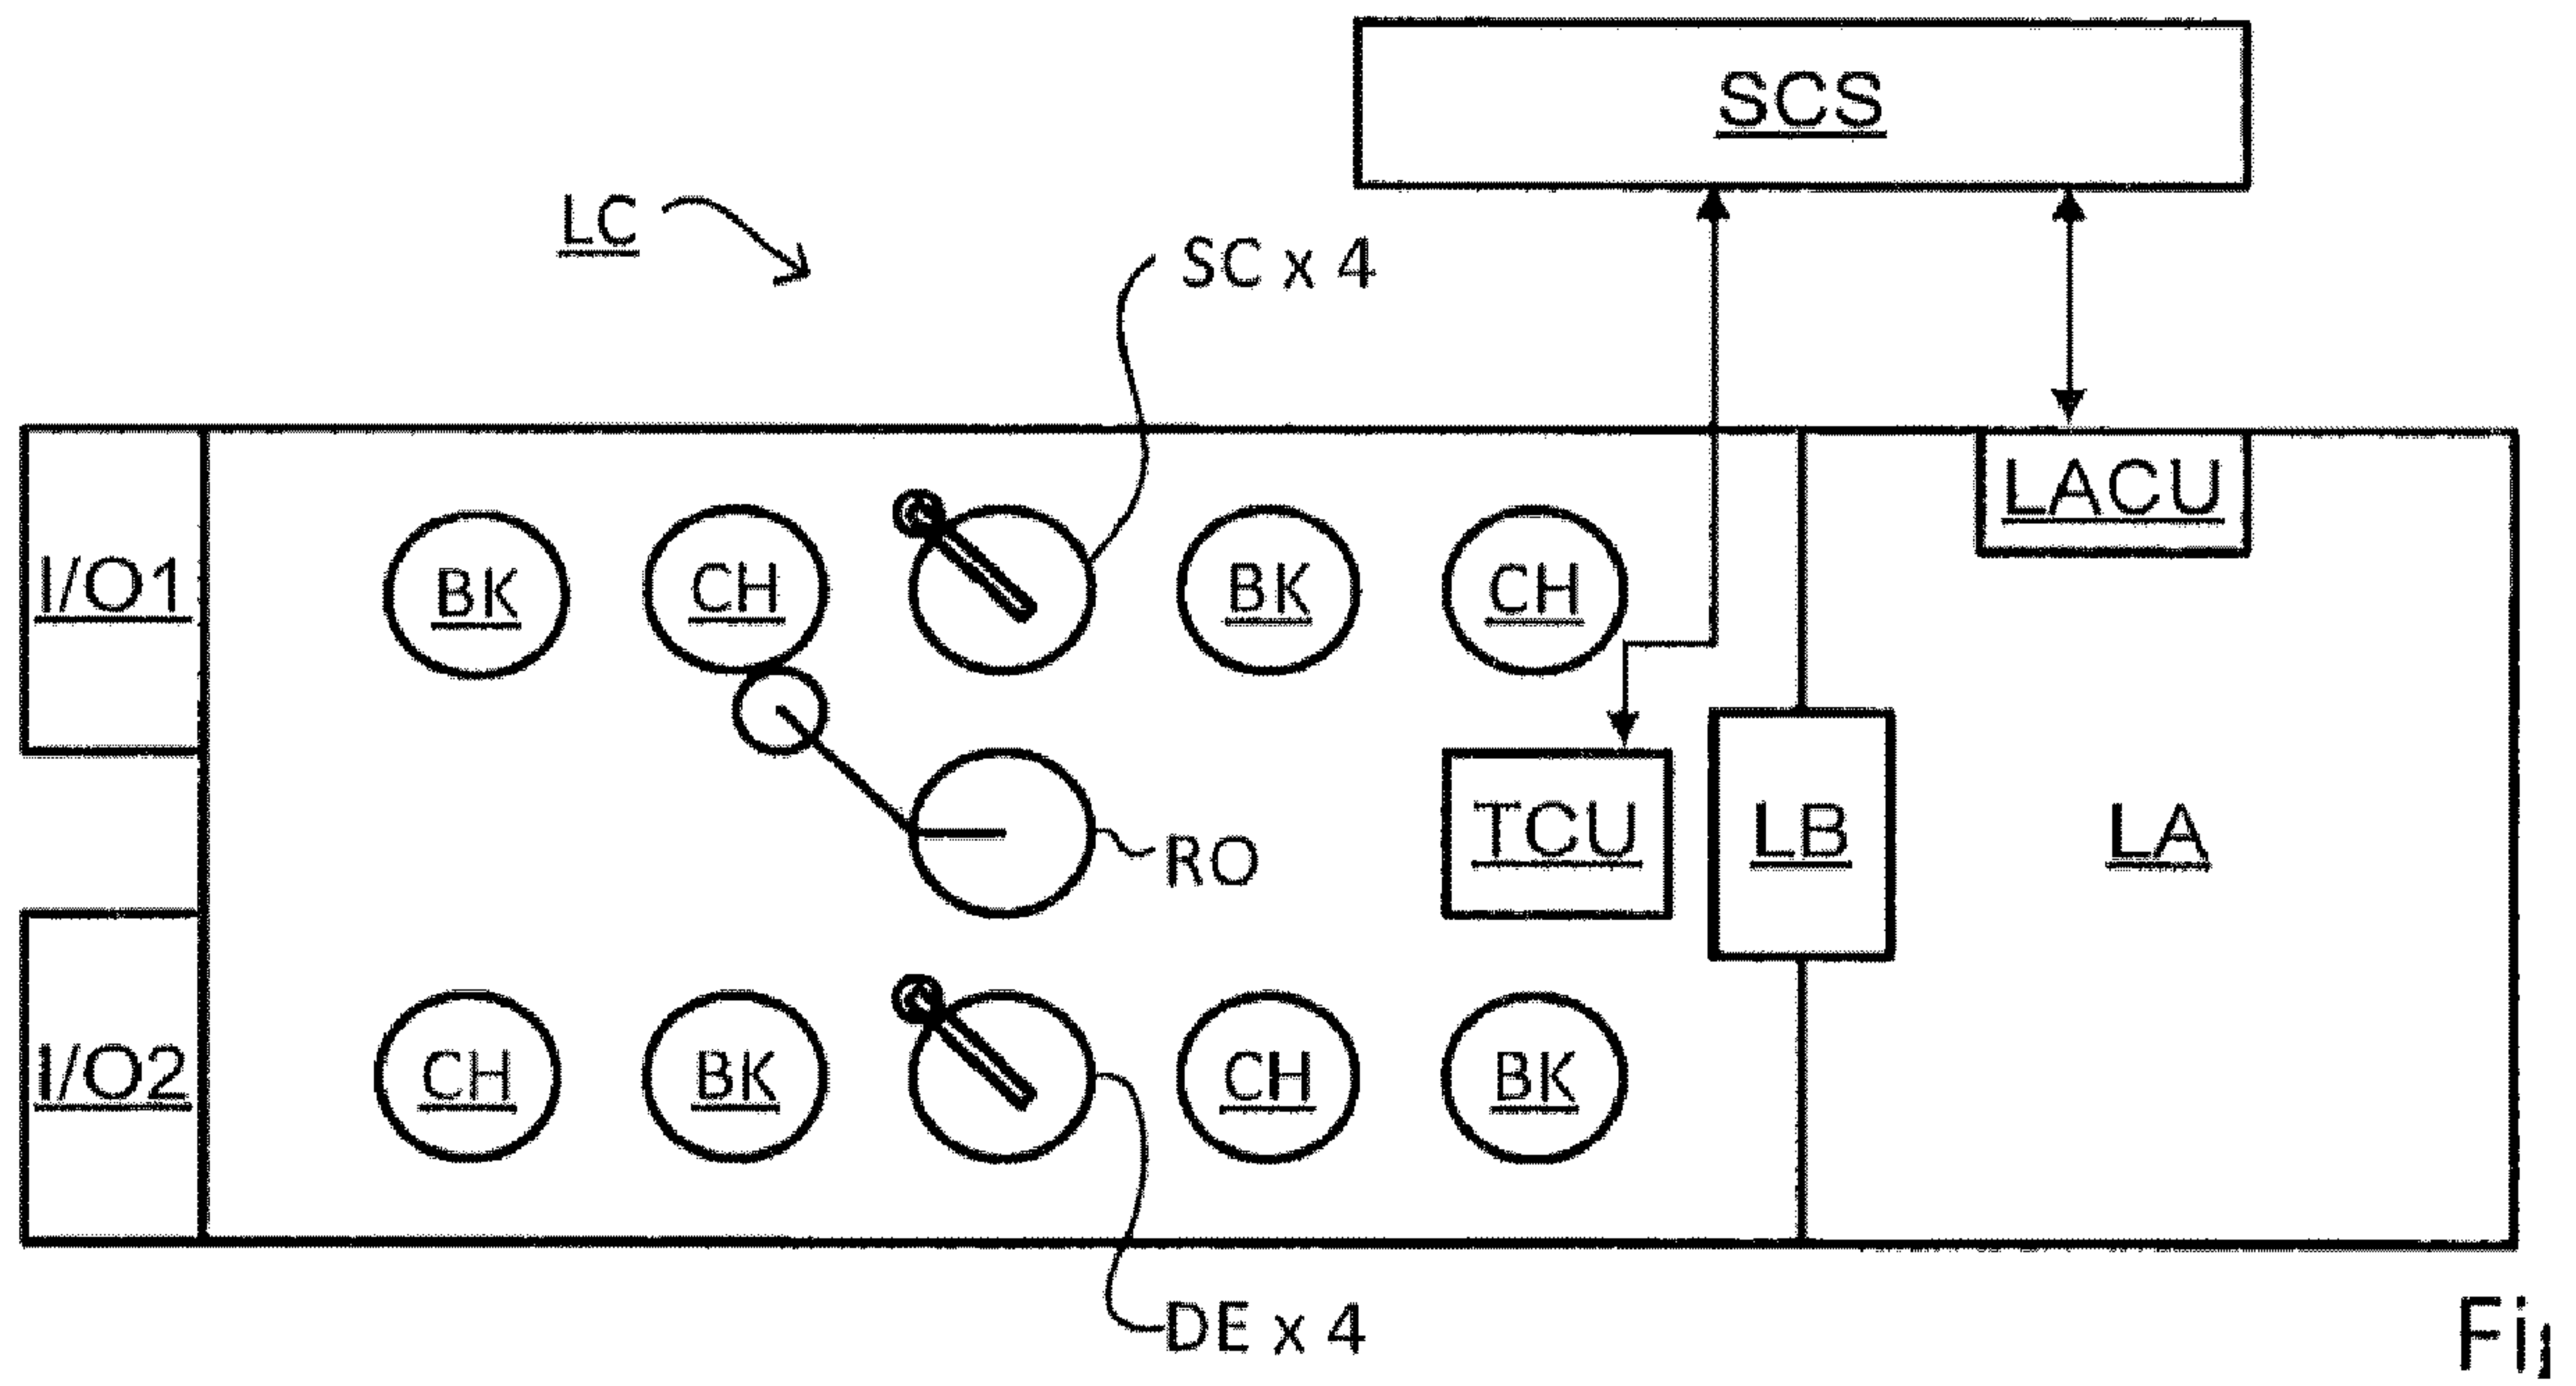 SCS
LC
SC x 4
LACU
I/O1
BK
CH
BK
CH
TCU
LB
LA
RO
I/O2
CH
BK
CH
BK
DE x 4